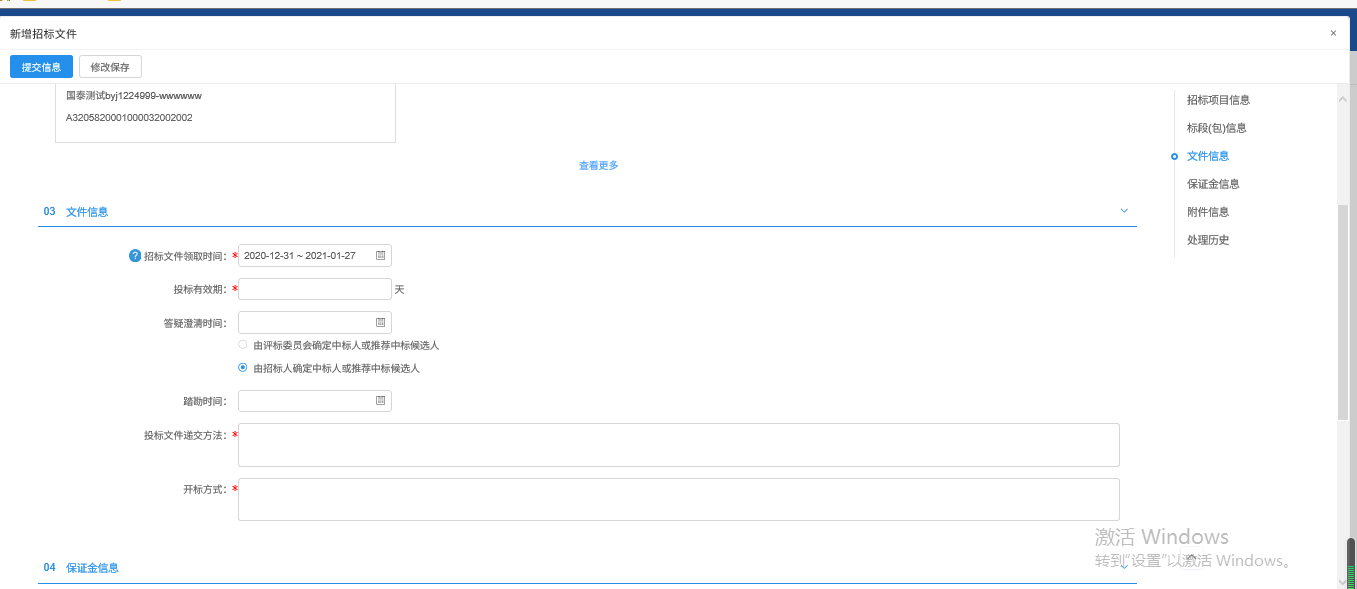 新增招标文件
×
提交信息 修改保存
国泰测试byj1224999-wwwwww
A3205820001000032002002
查看更多
招标项目信息
标段(包)信息
文件信息
保证金信息
附件信息
处理历史
03 文件信息
? 招标文件领取时间: * 2020-12-31 ~ 2021-01-27
投标有效期: * 天
答疑澄清时间:
由评标委员会确定中标人或推荐中标候选人
由招标人确定中标人或推荐中标候选人
踏勘时间:
投标文件递交方法: *
开标方式: *
04 保证金信息
激活 Windows
转到"设置"以激活 Windows。